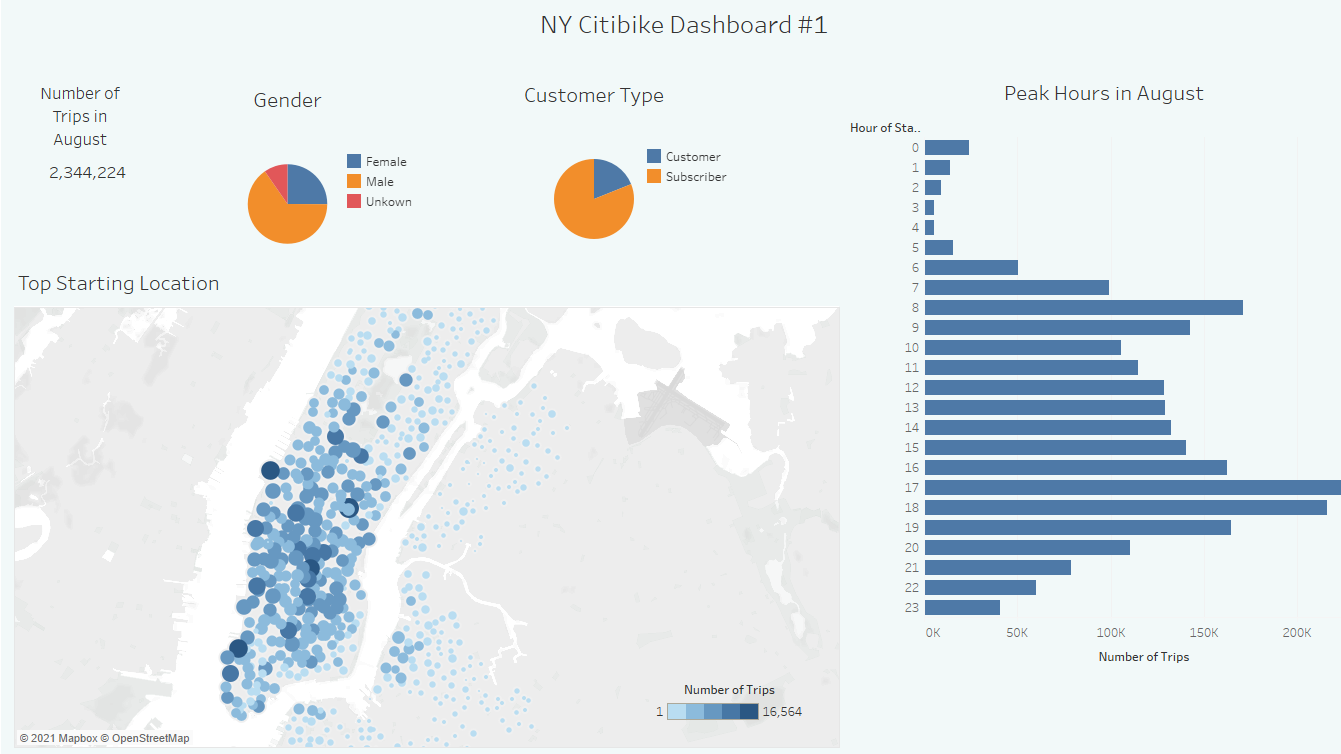 NY Citibike Dashboard #1
Number of
Trips in
August
2,344,224
Gender
Female
Male
Unkown
Customer Type
Customer
Subscriber
Peak Hours in August
Hour of Sta..
0
1
2
3
4
5
6
7
8
9
10
11
12
13
14
15
16
17
18
19
20
21
22
23
0K 50K 100K 150K 200K
Number of Trips
Top Starting Location
Number of Trips
1 16,564
© 2021 Mapbox © OpenStreetMap